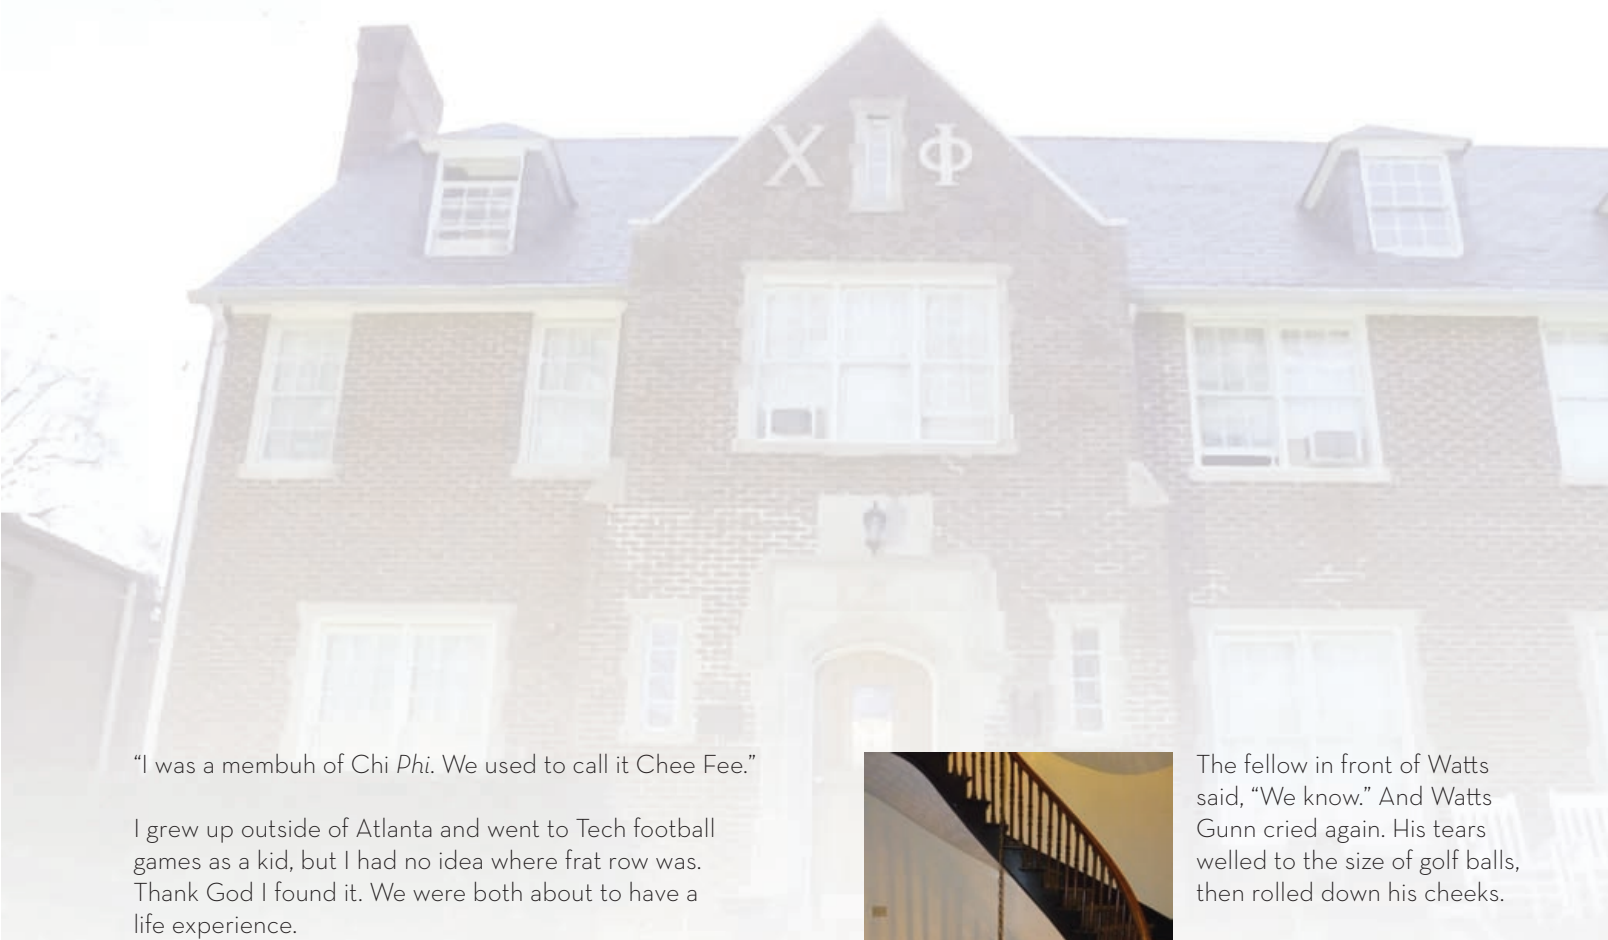 Χ Φ
“I was a membuh of Chi Phi. We used to call it Chee Fee.”
I grew up outside of Atlanta and went to Tech football
games as a kid, but I had no idea where frat row was.
Thank God I found it. We were both about to have a
life experience.
The fellow in front of Watts
said, “We know.” And Watts
Gunn cried again. His tears
welled to the size of golf balls,
then rolled down his cheeks.